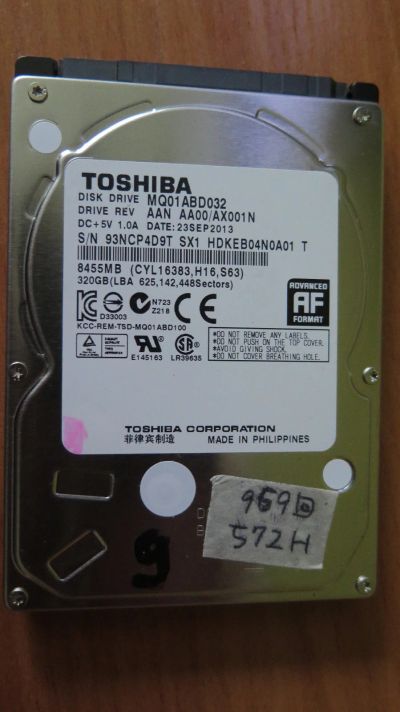 TOSHIBA
DISK DRIVE MQ01ABD032
DRIVE REV AAN AA00/AX001N
DC+5V 1.0A DATE:23SEP2013
S/N 93NCP4D9T SX1 HDKEB04N0A01 T
8455MB (CYL16383,H16,S63)
320GB(LBA 625,142,448Sectors)
ADVANCED
AF
FORMAT
D33003
N723
Z218
CE
KCC-REM-TSD-MQ01ABD100
*DO NOT REMOVE ANY LABELS.
*DO NOT PUSH ON THE TOP COVER.
*AVOID GIVING SHOCK.
*DO NOT COVER BREATHING HOLE.
E145163
LR39635
TOSHIBA CORPORATION
菲律宾制造 MADE IN PHILIPPINES
572H
9